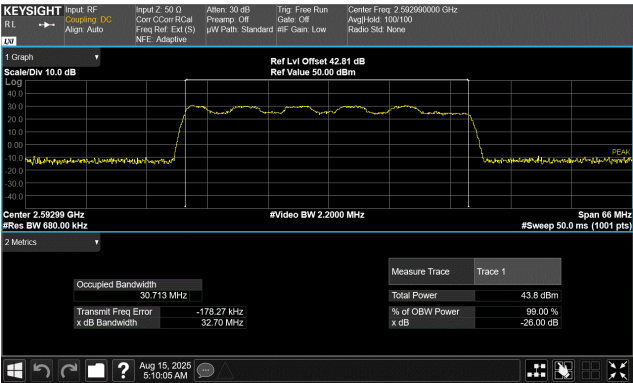 KEYSIGHT Input: RF Input Z: 50 Ω Atten: 30 dB Trig: Free Run Center Freq: 2.592990000 GHz
RL Coupling: DC Corr CCorr RCal Preamp: Off Gate: Off Avg|Hold: 100/100
Align: Auto Freq Ref: Ext (S) µW Path: Standard #IF Gain: Low Radio Std: None
LXI NFE: Adaptive
1 Graph
Ref Lvl Offset 42.81 dB
Scale/Div 10.0 dB Ref Value 50.00 dBm
Log
40.0
30.0
20.0
10.0
0.00
PEAK
-10.0
-20.0
-30.0
-40.0
Center 2.59299 GHz #Video BW 2.2000 MHz Span 66 MHz
#Res BW 680.00 kHz #Sweep 50.0 ms (1001 pts)
2 Metrics
Measure Trace Trace 1
Occupied Bandwidth
30.713 MHz
Total Power 43.8 dBm
Transmit Freq Error -178.27 kHz
% of OBW Power 99.00 %
x dB Bandwidth 32.70 MHz
x dB -26.00 dB
?
Aug 15, 2025
5:10:05 AM